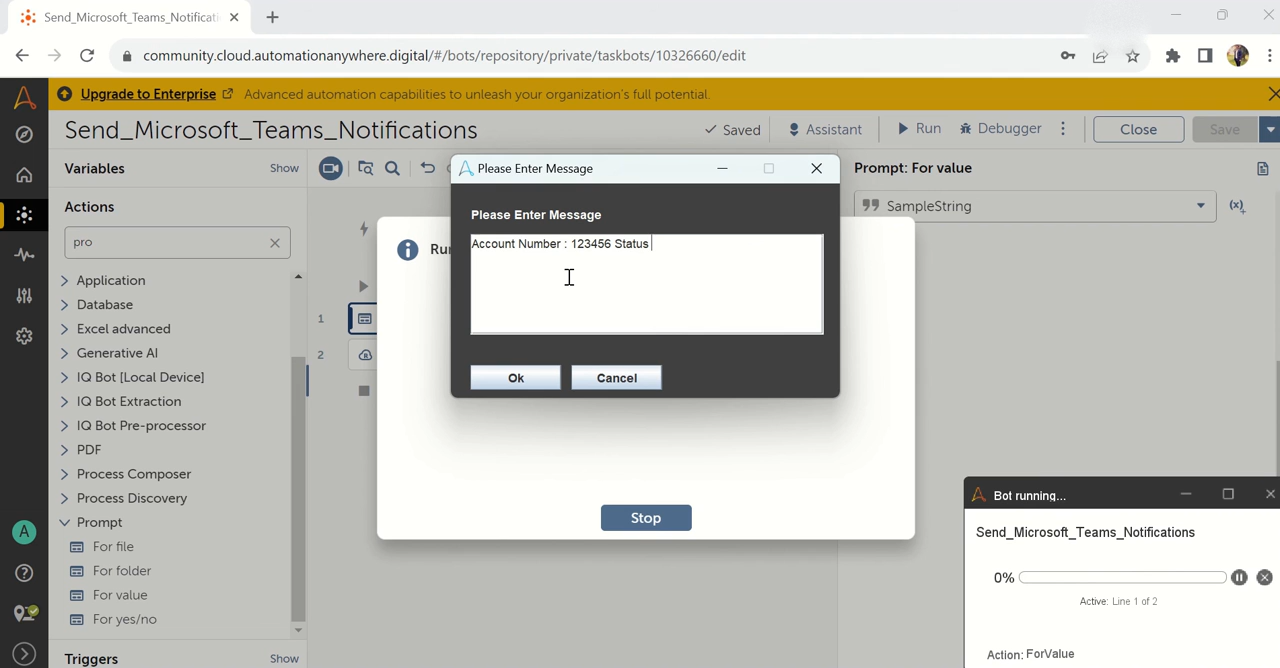 Send_Microsoft_Teams_Notificati
community.cloud.automationanywhere.digital/#/bots/repository/private/taskbots/10326660/edit
Upgrade to Enterprise Advanced automation capabilities to unleash your organization's full potential.
Send_Microsoft_Teams_Notifications
Saved
Assistant
Run
Debugger
Close
Save
Variables
Show
Please Enter Message
Prompt: For value
Actions
Please Enter Message
SampleString
(x)
pro
Account Number : 123456 Status
Application
Database
Excel advanced
Generative AI
IQ Bot [Local Device]
IQ Bot Extraction
IQ Bot Pre-processor
PDF
Process Composer
Process Discovery
Prompt
For file
For folder
For value
For yes/no
Triggers
Show
1
2
Ok
Cancel
Stop
Bot running...
Send_Microsoft_Teams_Notifications
0%
Active: Line 1 of 2
Action: ForValue
A